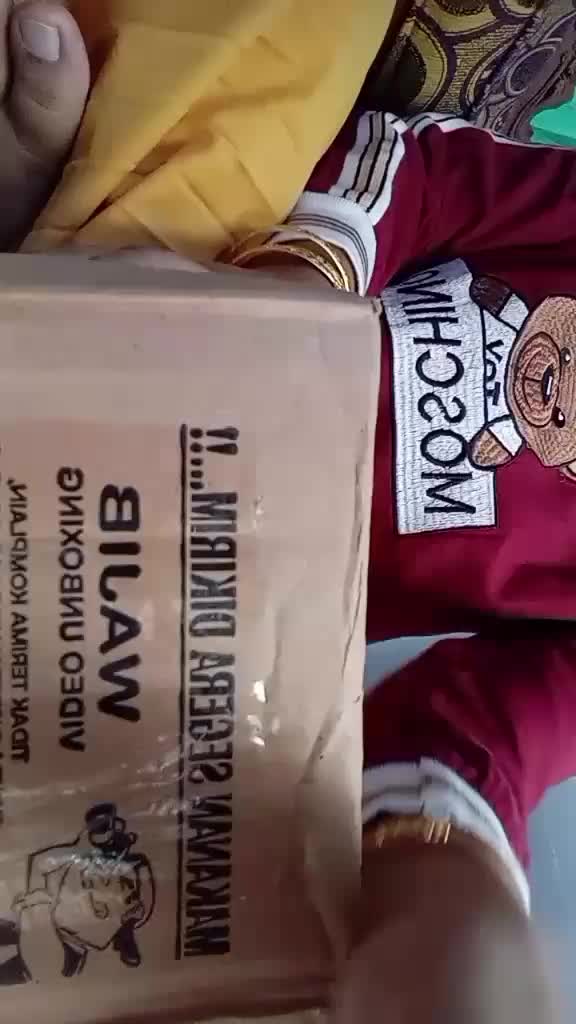 MAKANAN SEGERA DIKIRIM...!!
WAJIB
VIDEO UNBOXING
TIDAK TERIMA KOMPLAIN,
MOSCHINO
TOY